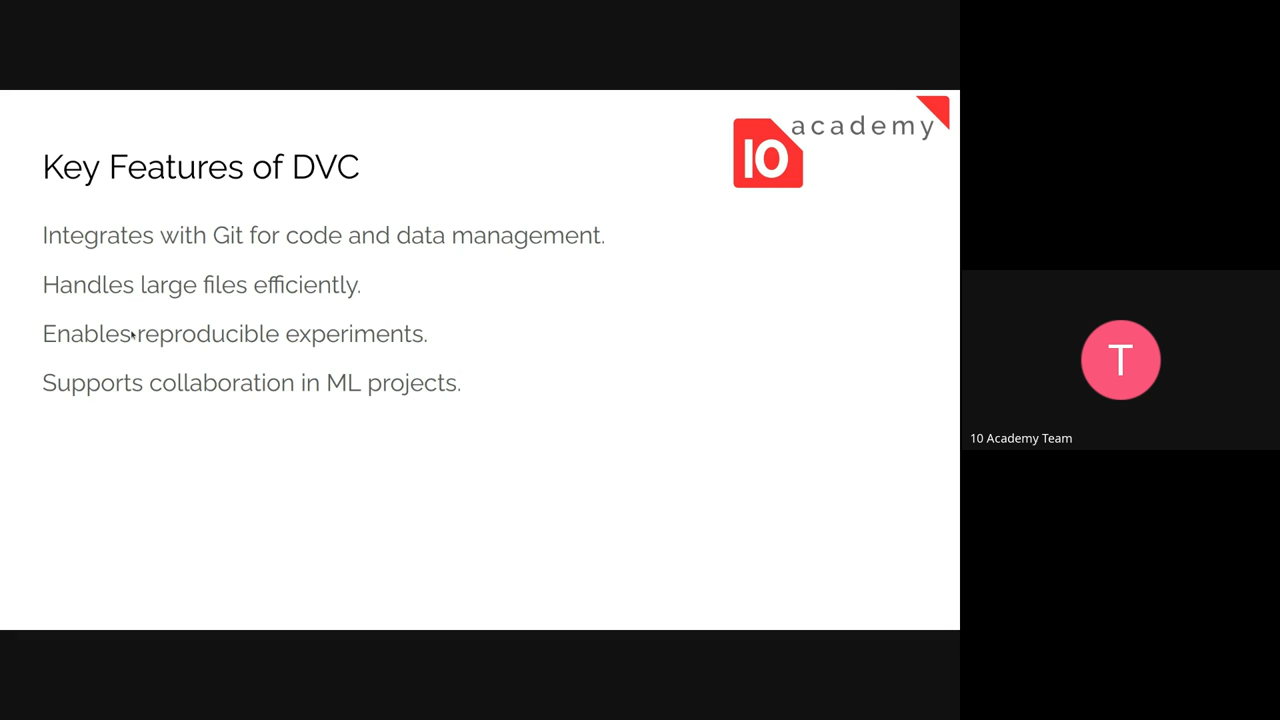 academy
10
Key Features of DVC
Integrates with Git for code and data management.
Handles large files efficiently.
Enables reproducible experiments.
Supports collaboration in ML projects.
T
10 Academy Team